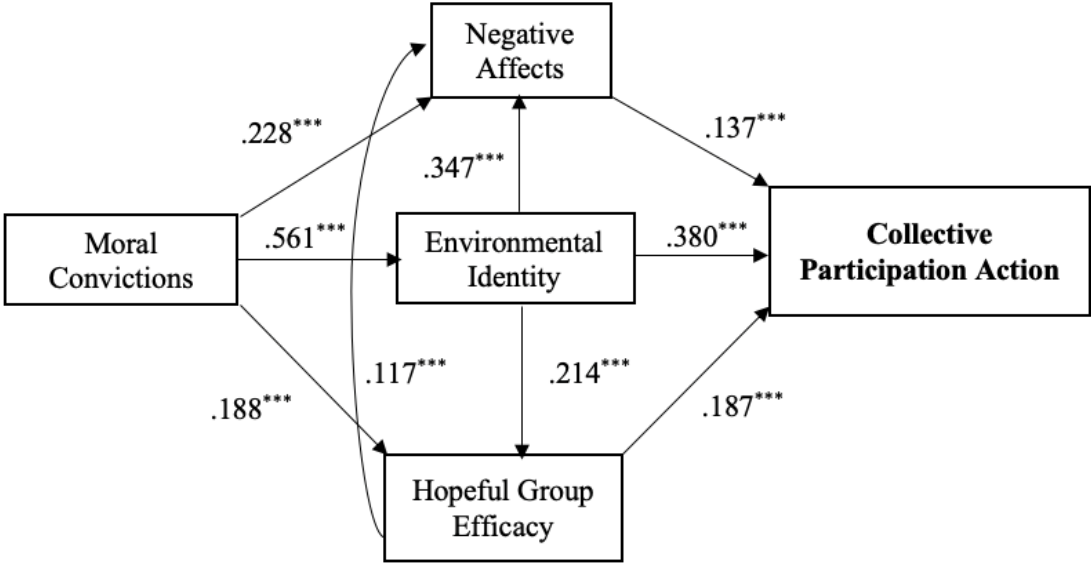 Negative
Affects
.228***
.137***
.347***
Moral
Convictions
.561***
Environmental
Identity
.380***
Collective
Participation Action
.188***
.117***
.214***
.187***
Hopeful Group
Efficacy